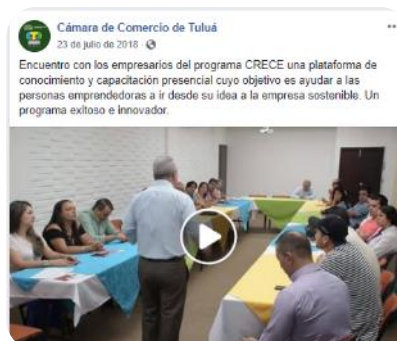 Cámara de Comercio de Tuluá
23 de julio de 2018 ·
Encuentro con los empresarios del programa CRECE una plataforma de
conocimiento y capacitación presencial cuyo objetivo es ayudar a las
personas emprendedoras a ir desde su idea a la empresa sostenible. Un
programa exitoso e innovador.